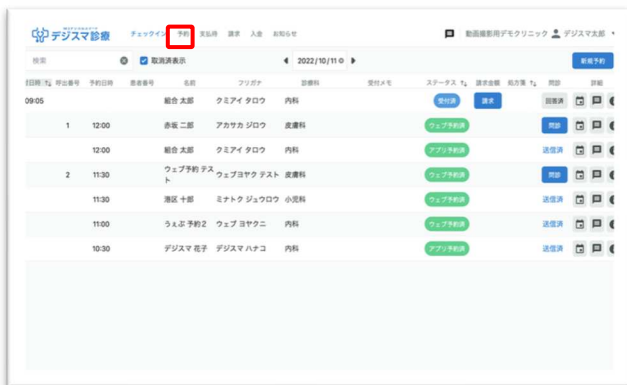 デジスマ診療 チェックイン 予約 支払待 請求 入金 お知らせ 動画撮影用デモクリニック デジスマ太郎
検索 取消済表示 2022/10/11 新規予約
呼出番号 予約日時 患者番号 名前 フリガナ 診療科 受付メモ ステータス 請求金額 処方箋 問診 詳細
09:05 組合 太郎 クミアイ タロウ 内科 受付済 請求 回答済
1 12:00 赤坂 二郎 アカサカ ジロウ 皮膚科 ウェブ予約済 問診
12:00 組合 太郎 クミアイ タロウ 内科 アプリ予約済 送信済
2 11:30 ウェブ予約 テスト ウェブヨヤク テスト 皮膚科 ウェブ予約済 問診
11:30 港区 十郎 ミナトク ジュウロウ 小児科 ウェブ予約済 送信済
11:00 うぇぶ 予約2 ウェブ ヨヤクニ 内科 ウェブ予約済 送信済
10:30 デジスマ 花子 デジスマ ハナコ 内科 アプリ予約済 送信済